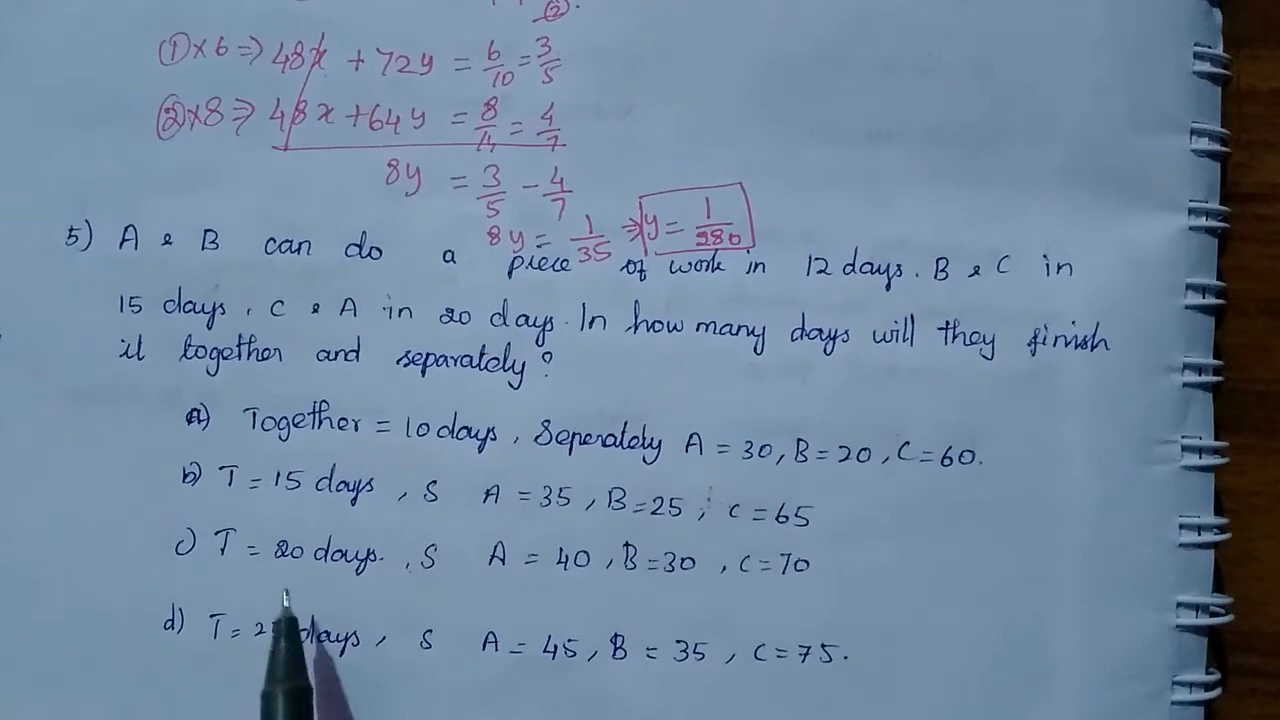 ②.
①×6 ⇒ 48x + 72y = 6/10 = 3/5
②×8 ⇒ 48x + 64y = 8/14 = 4/7
8y = 3/5 - 4/7
8y = 1/35 ⇒ y = 1/280
5) A & B can do a piece of work in 12 days. B & C in
15 days, C & A in 20 days. In how many days will they finish
it together and separately?
a) Together = 10 days, Seperately A = 30, B = 20, C = 60.
b) T = 15 days, S A = 35, B = 25, C = 65
c) T = 20 days., S A = 40, B = 30, C = 70
d) T = days, S A = 45, B = 35, C = 75.